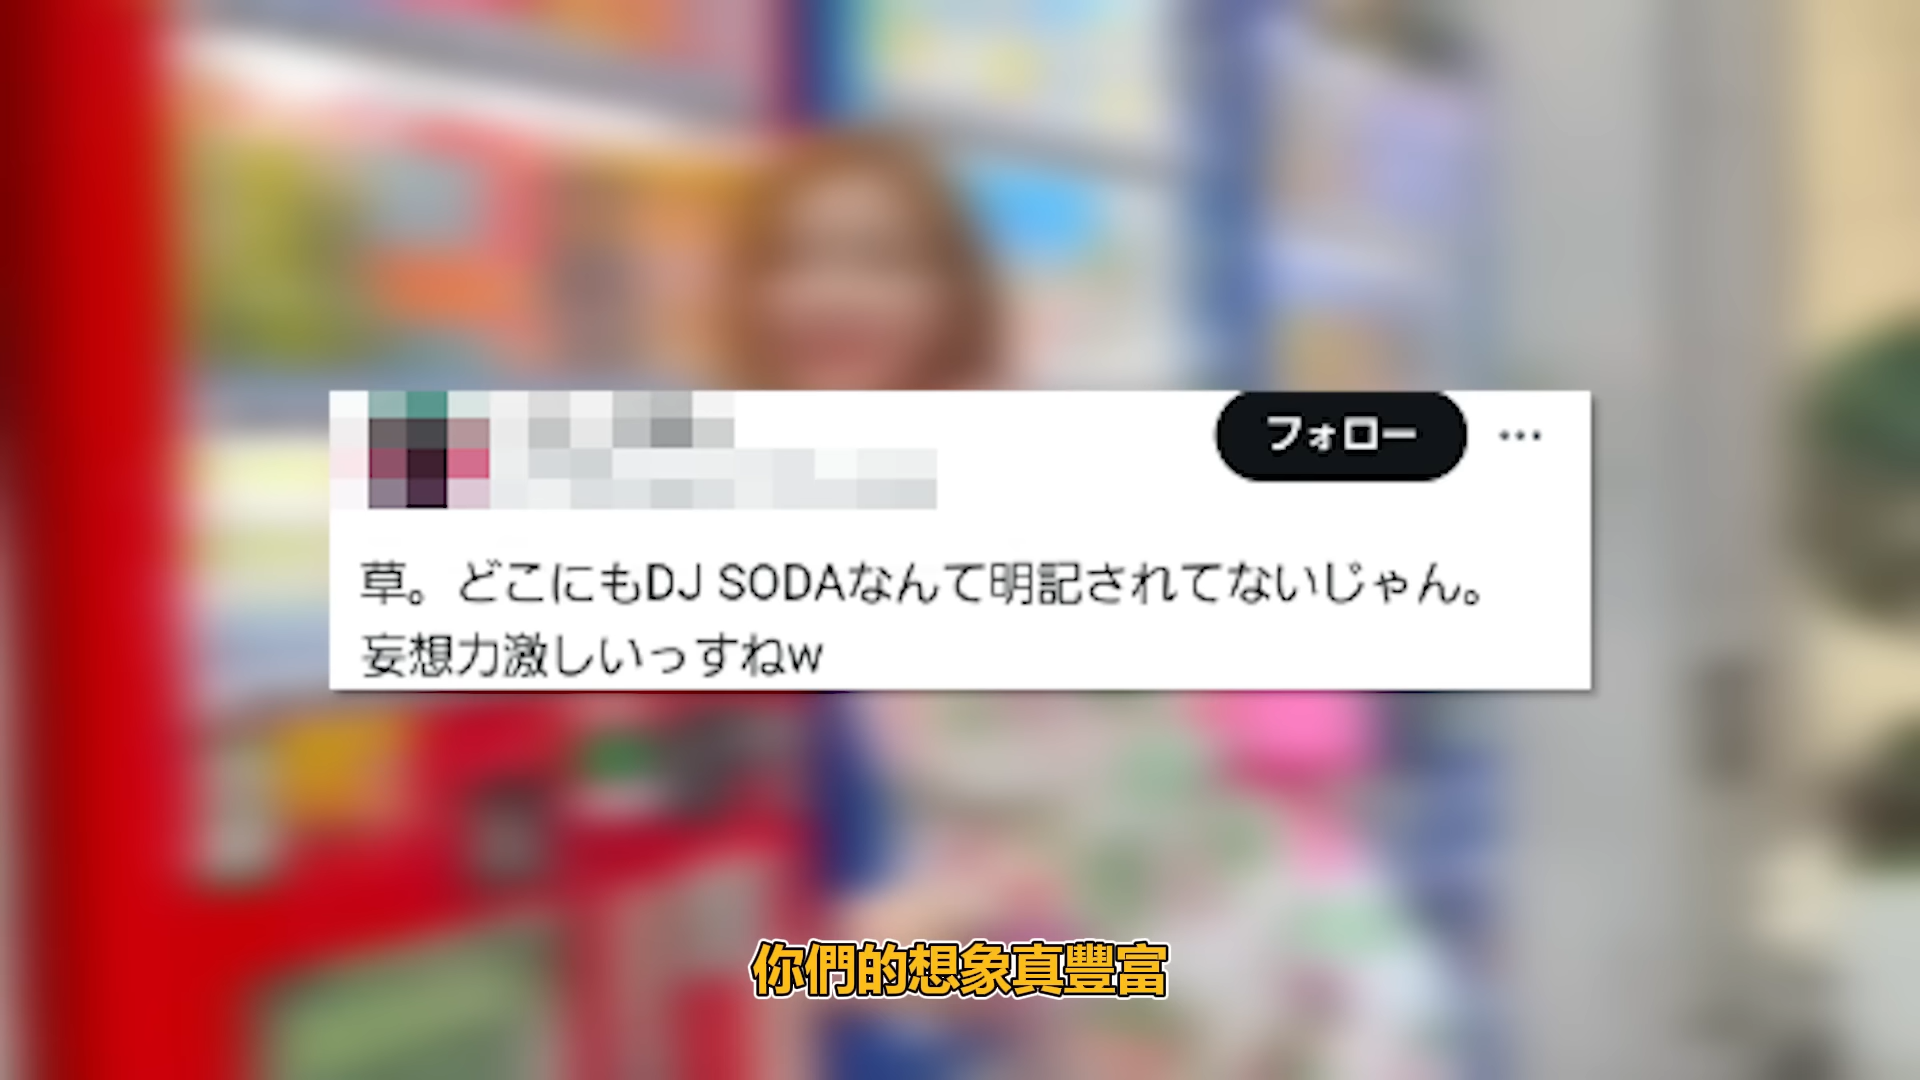 フォロー
草。どこにもDJ SODAなんて明記されてないじゃん。
妄想力激しいっすねw
你們的想象真豐富